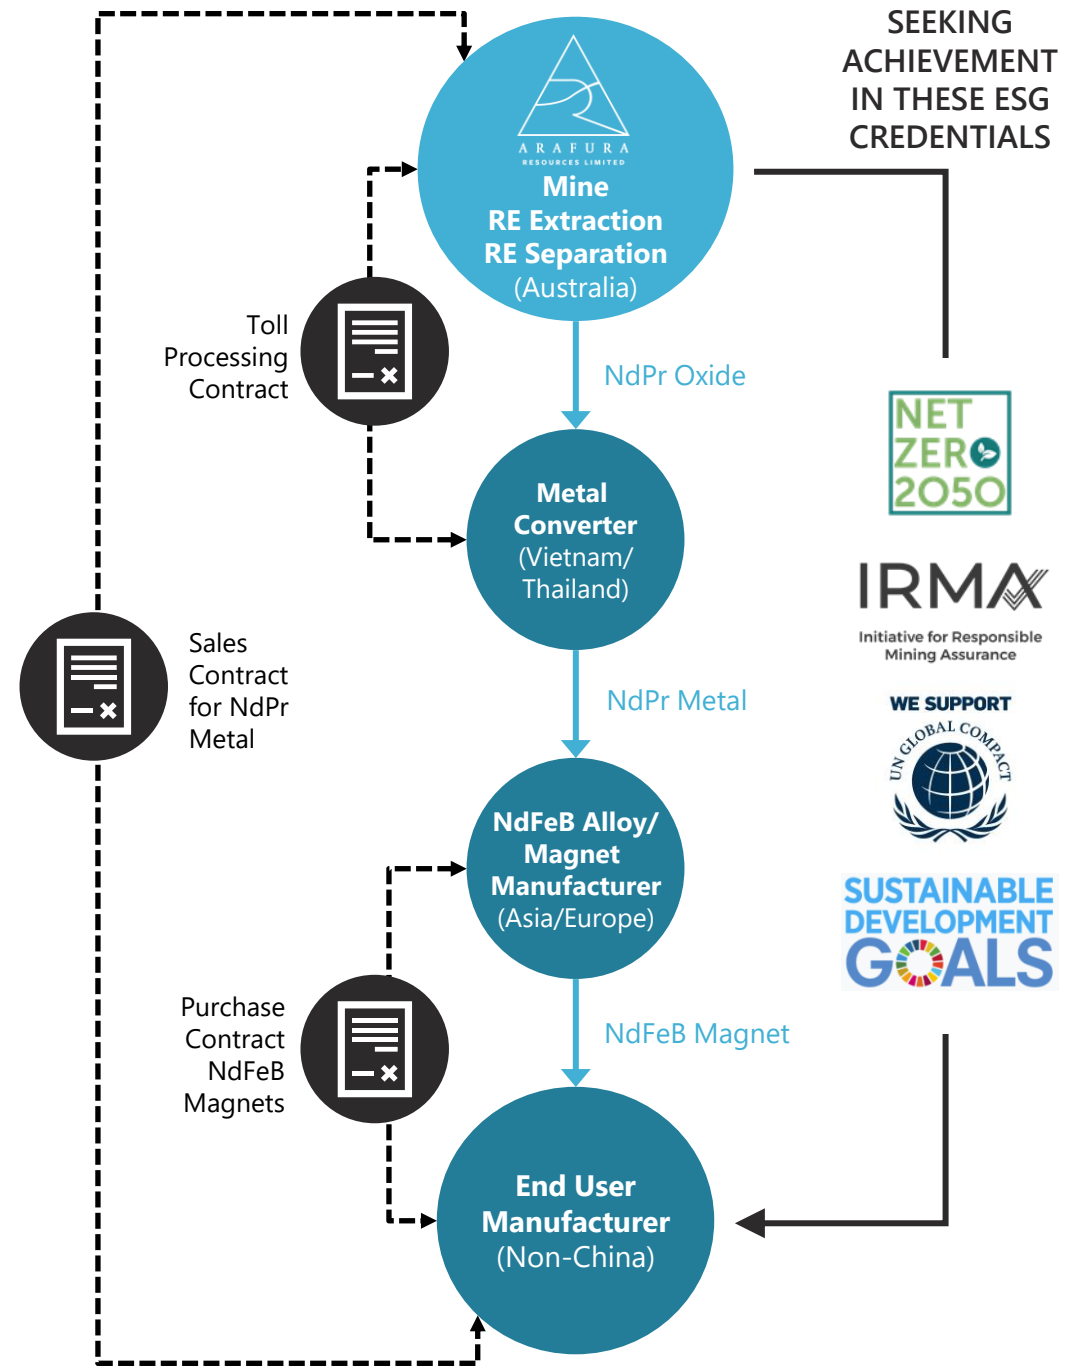 SEEKING
ACHIEVEMENT
IN THESE ESG
CREDENTIALS
ARAFURA
RESOURCES LIMITED
Mine
RE Extraction
RE Separation
(Australia)
Toll
Processing
Contract
NdPr Oxide
NET
ZERO
2050
Metal
Converter
(Vietnam/
Thailand)
IRMA
Initiative for Responsible
Mining Assurance
Sales
Contract
for NdPr
Metal
NdPr Metal
WE SUPPORT
UN GLOBAL COMPACT
NdFeB Alloy/
Magnet
Manufacturer
(Asia/Europe)
SUSTAINABLE
DEVELOPMENT
GOALS
Purchase
Contract
NdFeB
Magnets
NdFeB Magnet
End User
Manufacturer
(Non-China)